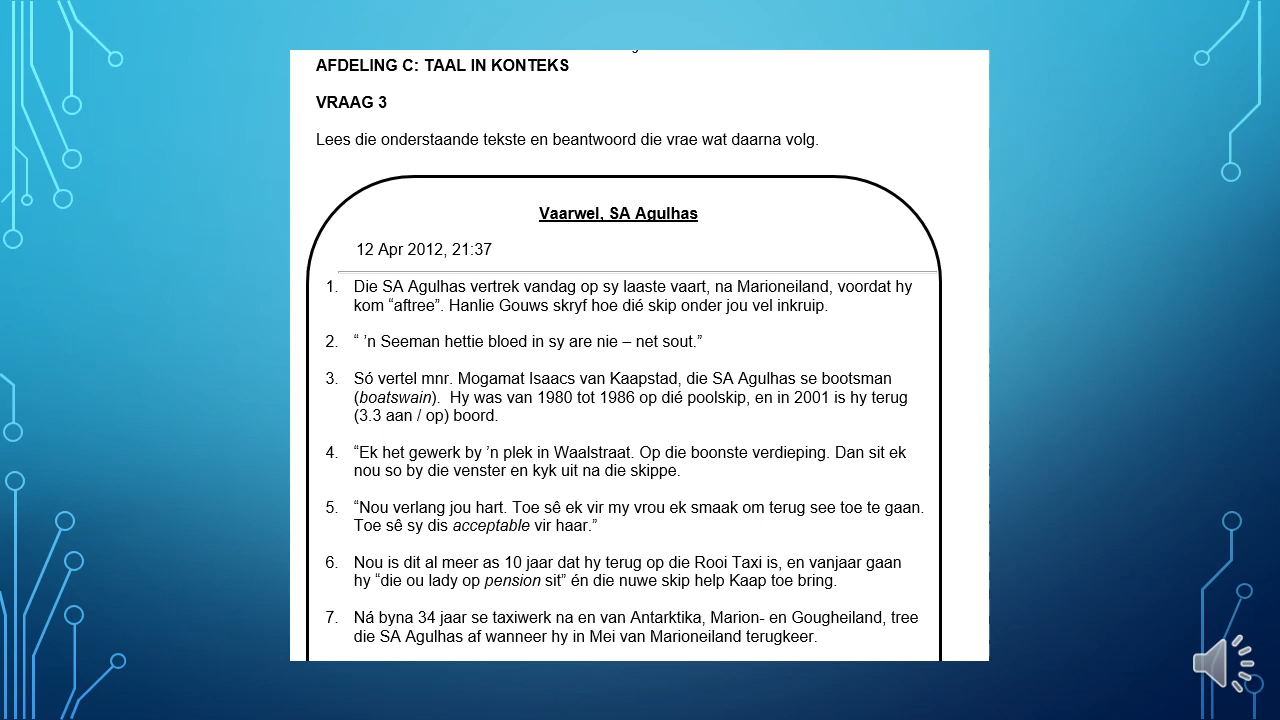 AFDELING C: TAAL IN KONTEKS
VRAAG 3
Lees die onderstaande tekste en beantwoord die vrae wat daarna volg.
Vaarwel, SA Agulhas
12 Apr 2012, 21:37
1. Die SA Agulhas vertrek vandag op sy laaste vaart, na Marioneiland, voordat hy
kom “aftree”. Hanlie Gouws skryf hoe dié skip onder jou vel inkruip.
2. “ ’n Seeman hettie bloed in sy are nie – net sout.”
3. Só vertel mnr. Mogamat Isaacs van Kaapstad, die SA Agulhas se bootsman
(boatswain). Hy was van 1980 tot 1986 op dié poolskip, en in 2001 is hy terug
(3.3 aan / op) boord.
4. “Ek het gewerk by ’n plek in Waalstraat. Op die boonste verdieping. Dan sit ek
nou so by die venster en kyk uit na die skippe.
5. “Nou verlang jou hart. Toe sê ek vir my vrou ek smaak om terug see toe te gaan.
Toe sê sy dis acceptable vir haar.”
6. Nou is dit al meer as 10 jaar dat hy terug op die Rooi Taxi is, en vanjaar gaan
hy “die ou lady op pension sit” én die nuwe skip help Kaap toe bring.
7. Ná byna 34 jaar se taxiwerk na en van Antarktika, Marion- en Gougheiland, tree
die SA Agulhas af wanneer hy in Mei van Marioneiland terugkeer.